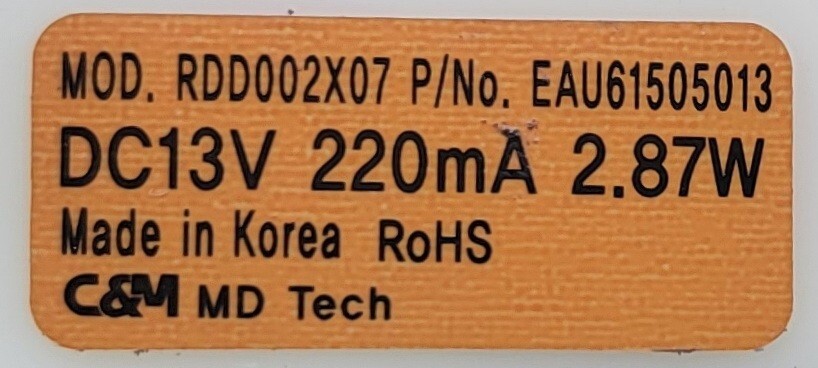 MOD. RDD002X07 P/No. EAU61505013
DC13V 220mA 2.87W
Made in Korea RoHS
C&M MD Tech